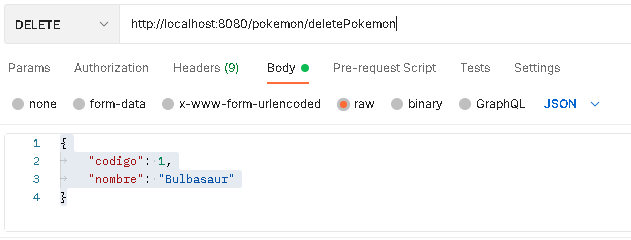 DELETE http://localhost:8080/pokemon/deletePokemon
Params Authorization Headers (9) Body Pre-request Script Tests Settings
none form-data x-www-form-urlencoded raw binary GraphQL JSON
1 {
2 "codigo": 1,
3 "nombre": "Bulbasaur"
4 }